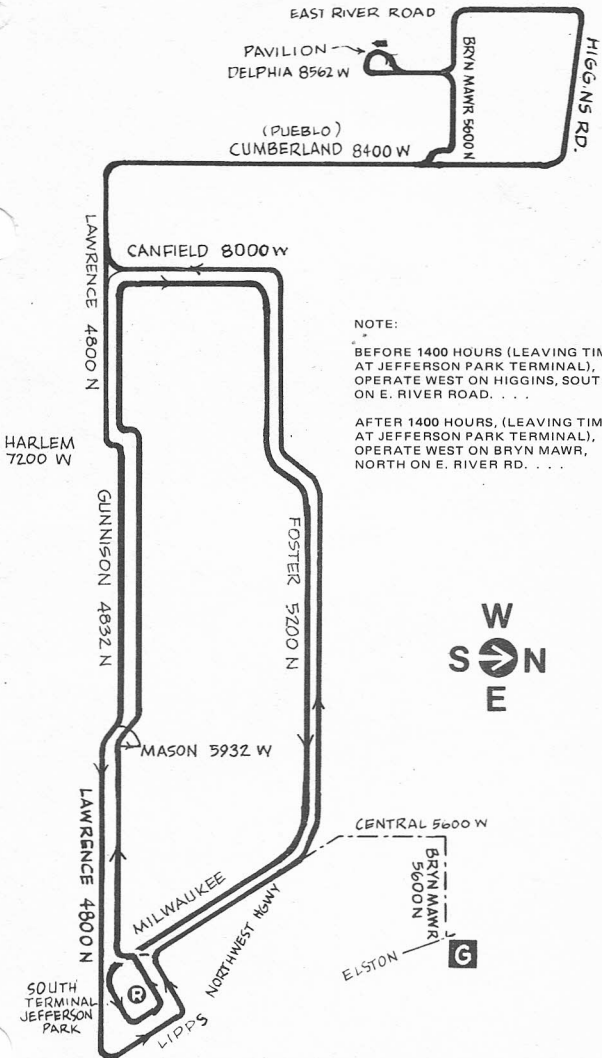 EAST RIVER ROAD
PAVILION
DELPHIA 8562 W
BRYN MAWR 5600 N
HIGGINS RD.
(PUEBLO)
CUMBERLAND 8400 W
LAWRENCE 4800 N
CANFIELD 8000 W
NOTE:
BEFORE 1400 HOURS (LEAVING TIM
AT JEFFERSON PARK TERMINAL),
OPERATE WEST ON HIGGINS, SOUT
ON E. RIVER ROAD. . . .
AFTER 1400 HOURS, (LEAVING TIM
AT JEFFERSON PARK TERMINAL),
OPERATE WEST ON BRYN MAWR,
NORTH ON E. RIVER RD. . . .
HARLEM
7200 W
GUNNISON 4832 N
FOSTER 5200 N
W
S N
E
MASON 5932 W
LAWRENCE 4800 N
MILWAUKEE
NORTHWEST HGWY
CENTRAL 5600 W
BRYN MAWR
5600 N
ELSTON
G
SOUTH
TERMINAL
JEFFERSON
PARK
R
LIPPS